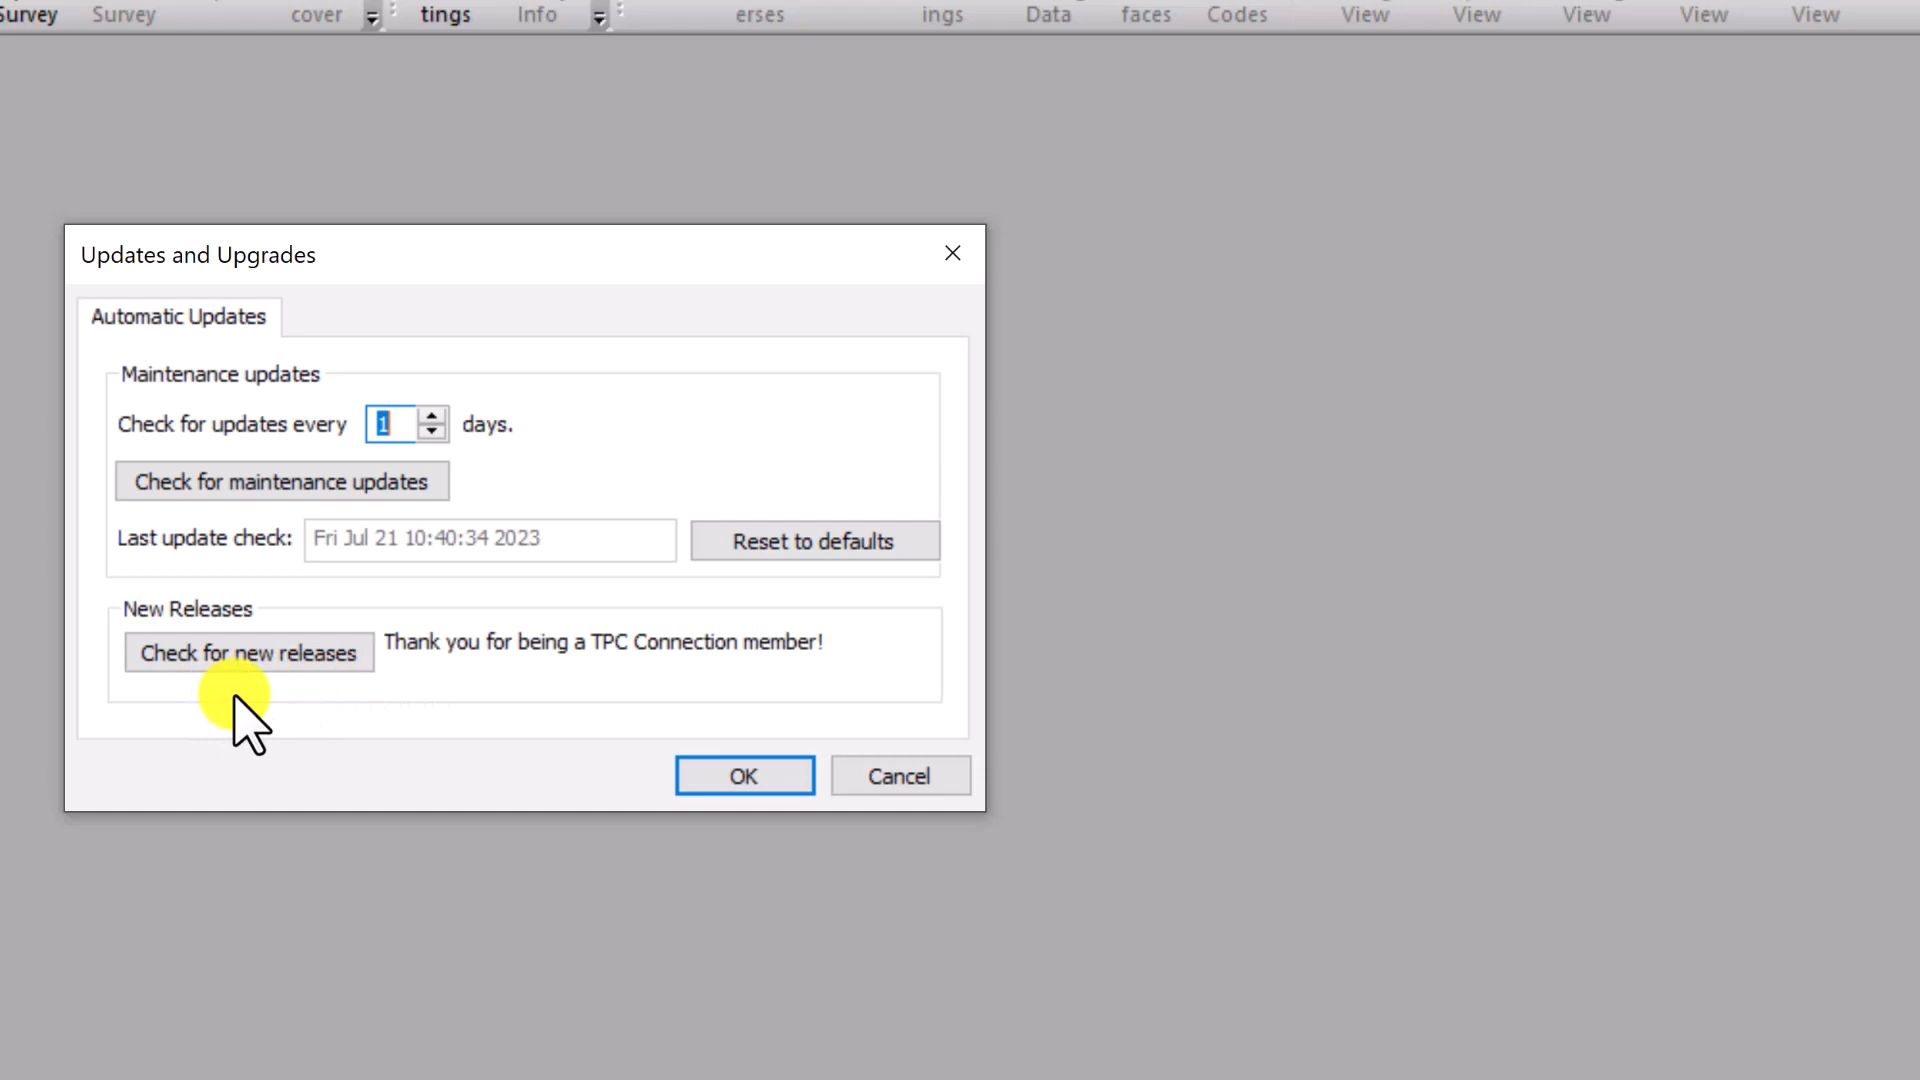 Survey Survey cover tings Info erses ings Data faces Codes View View View View View
Updates and Upgrades
Automatic Updates
Maintenance updates
Check for updates every 1 days.
Check for maintenance updates
Last update check: Fri Jul 21 10:40:34 2023 Reset to defaults
New Releases
Check for new releases Thank you for being a TPC Connection member!
OK Cancel